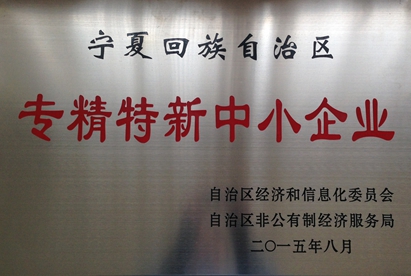 宁夏回族自治区
专精特新中小企业
自治区经济和信息化委员会
自治区非公有制经济服务局
二〇一五年八月